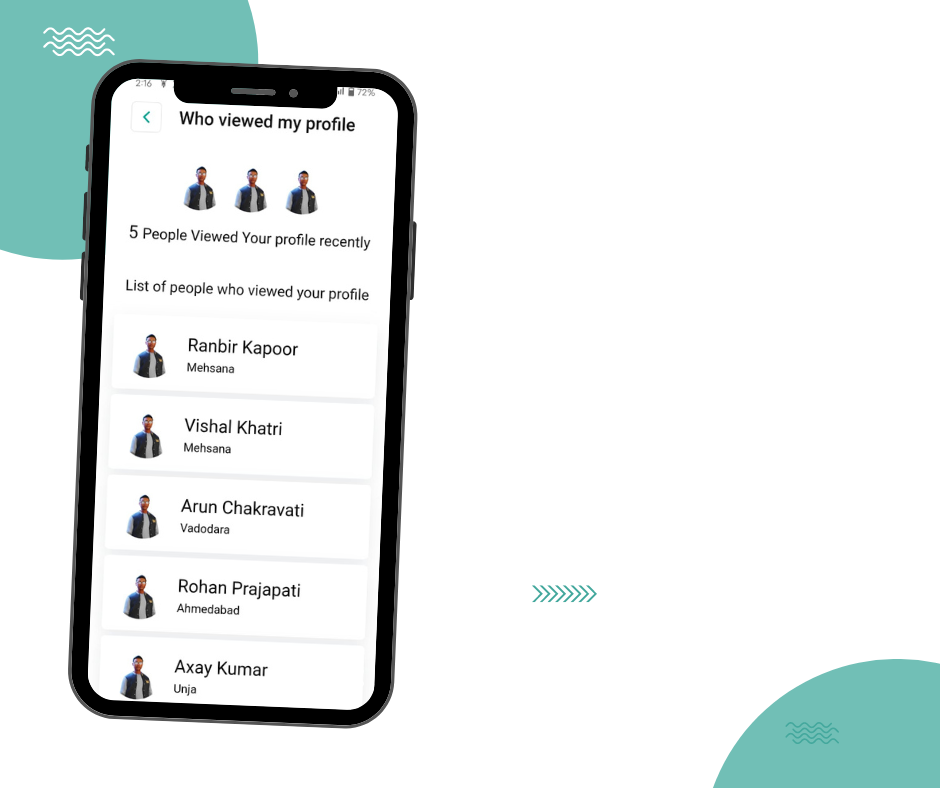 2:16
72%
Who viewed my profile
5 People Viewed Your profile recently
List of people who viewed your profile
Ranbir Kapoor
Mehsana
Vishal Khatri
Mehsana
Arun Chakravati
Vadodara
Rohan Prajapati
Ahmedabad
Axay Kumar
Unja